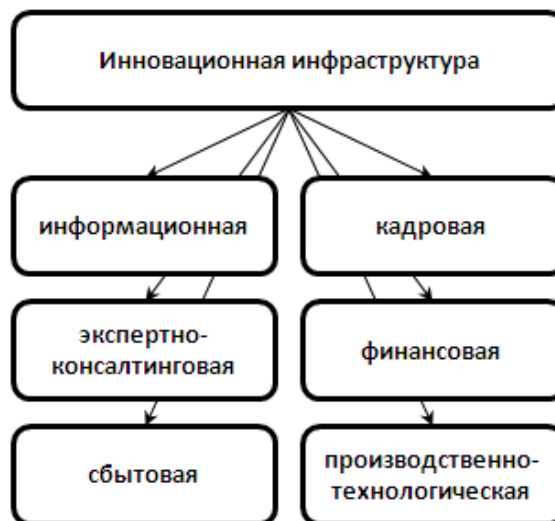 Инновационная инфраструктура
информационная
кадровая
экспертно-
консалтинговая
финансовая
сбытовая
производственно-
технологическая